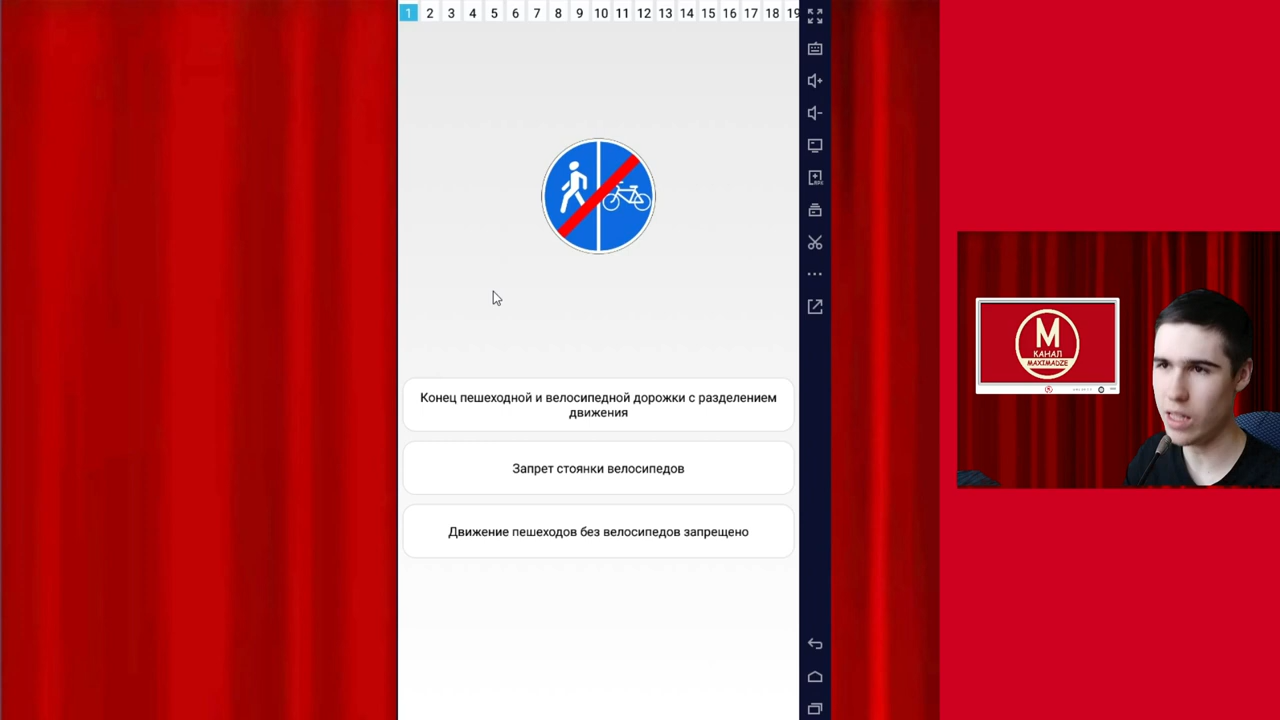 1 2 3 4 5 6 7 8 9 10 11 12 13 14 15 16 17 18 19
Конец пешеходной и велосипедной дорожки с разделением
движения
Запрет стоянки велосипедов
Движение пешеходов без велосипедов запрещено
M
КАНАЛ
MAXIMADZE